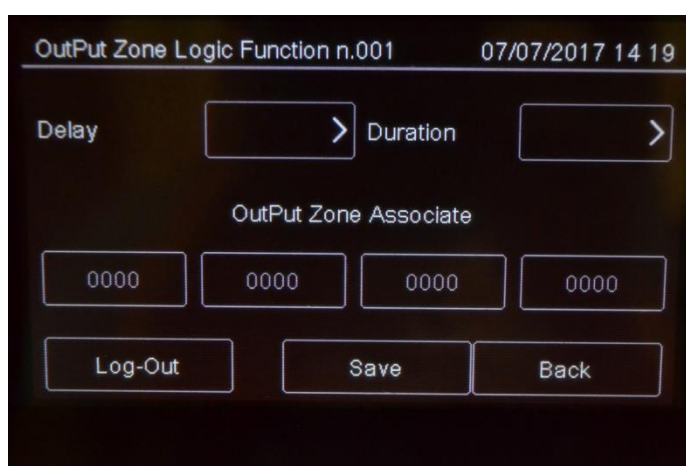 OutPut Zone Logic Function n.001 07/07/2017 14 19
Delay > Duration >
OutPut Zone Associate
0000 0000 0000 0000
Log-Out Save Back